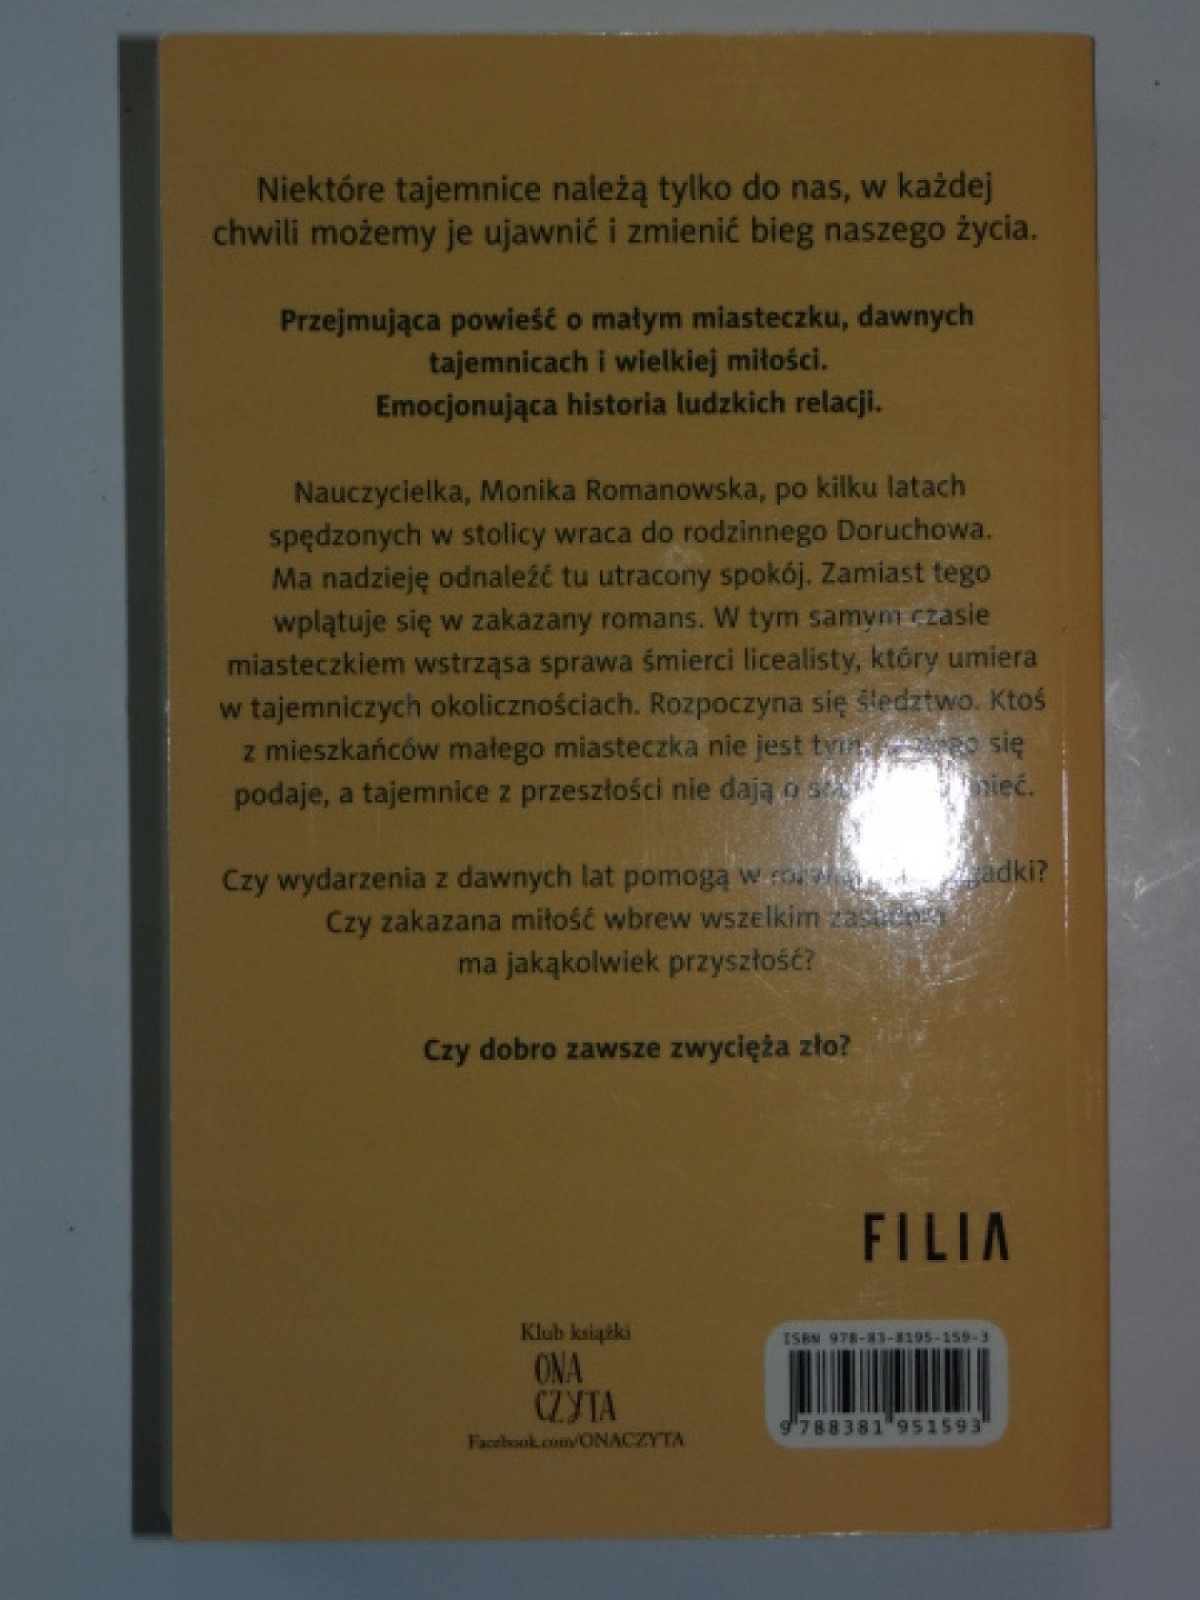 Niektóre tajemnice należą tylko do nas, w każdej
chwili możemy je ujawnić i zmienić bieg naszego życia.
Przejmująca powieść o małym miasteczku, dawnych
tajemnicach i wielkiej miłości.
Emocjonująca historia ludzkich relacji.
Nauczycielka, Monika Romanowska, po kilku latach
spędzonych w stolicy wraca do rodzinnego Doruchowa.
Ma nadzieję odnaleźć tu utracony spokój. Zamiast tego
wplątuje się w zakazany romans. W tym samym czasie
miasteczkiem wstrząsa sprawa śmierci licealisty, który umiera
w tajemniczych okolicznościach. Rozpoczyna się śledztwo. Ktoś
z mieszkańców małego miasteczka nie jest tym, się
podaje, a tajemnice z przeszłości nie dają o
Czy wydarzenia z dawnych lat pomogą w
Czy zakazana miłość wbrew wszelkim zasadom
ma jakąkolwiek przyszłość?
Czy dobro zawsze zwycięża zło?
FILIA
Klub książki
ONA
CZYTA
Facebook.com/ONACZYTA
ISBN 978-83-8195-159-3
9 788381 951593